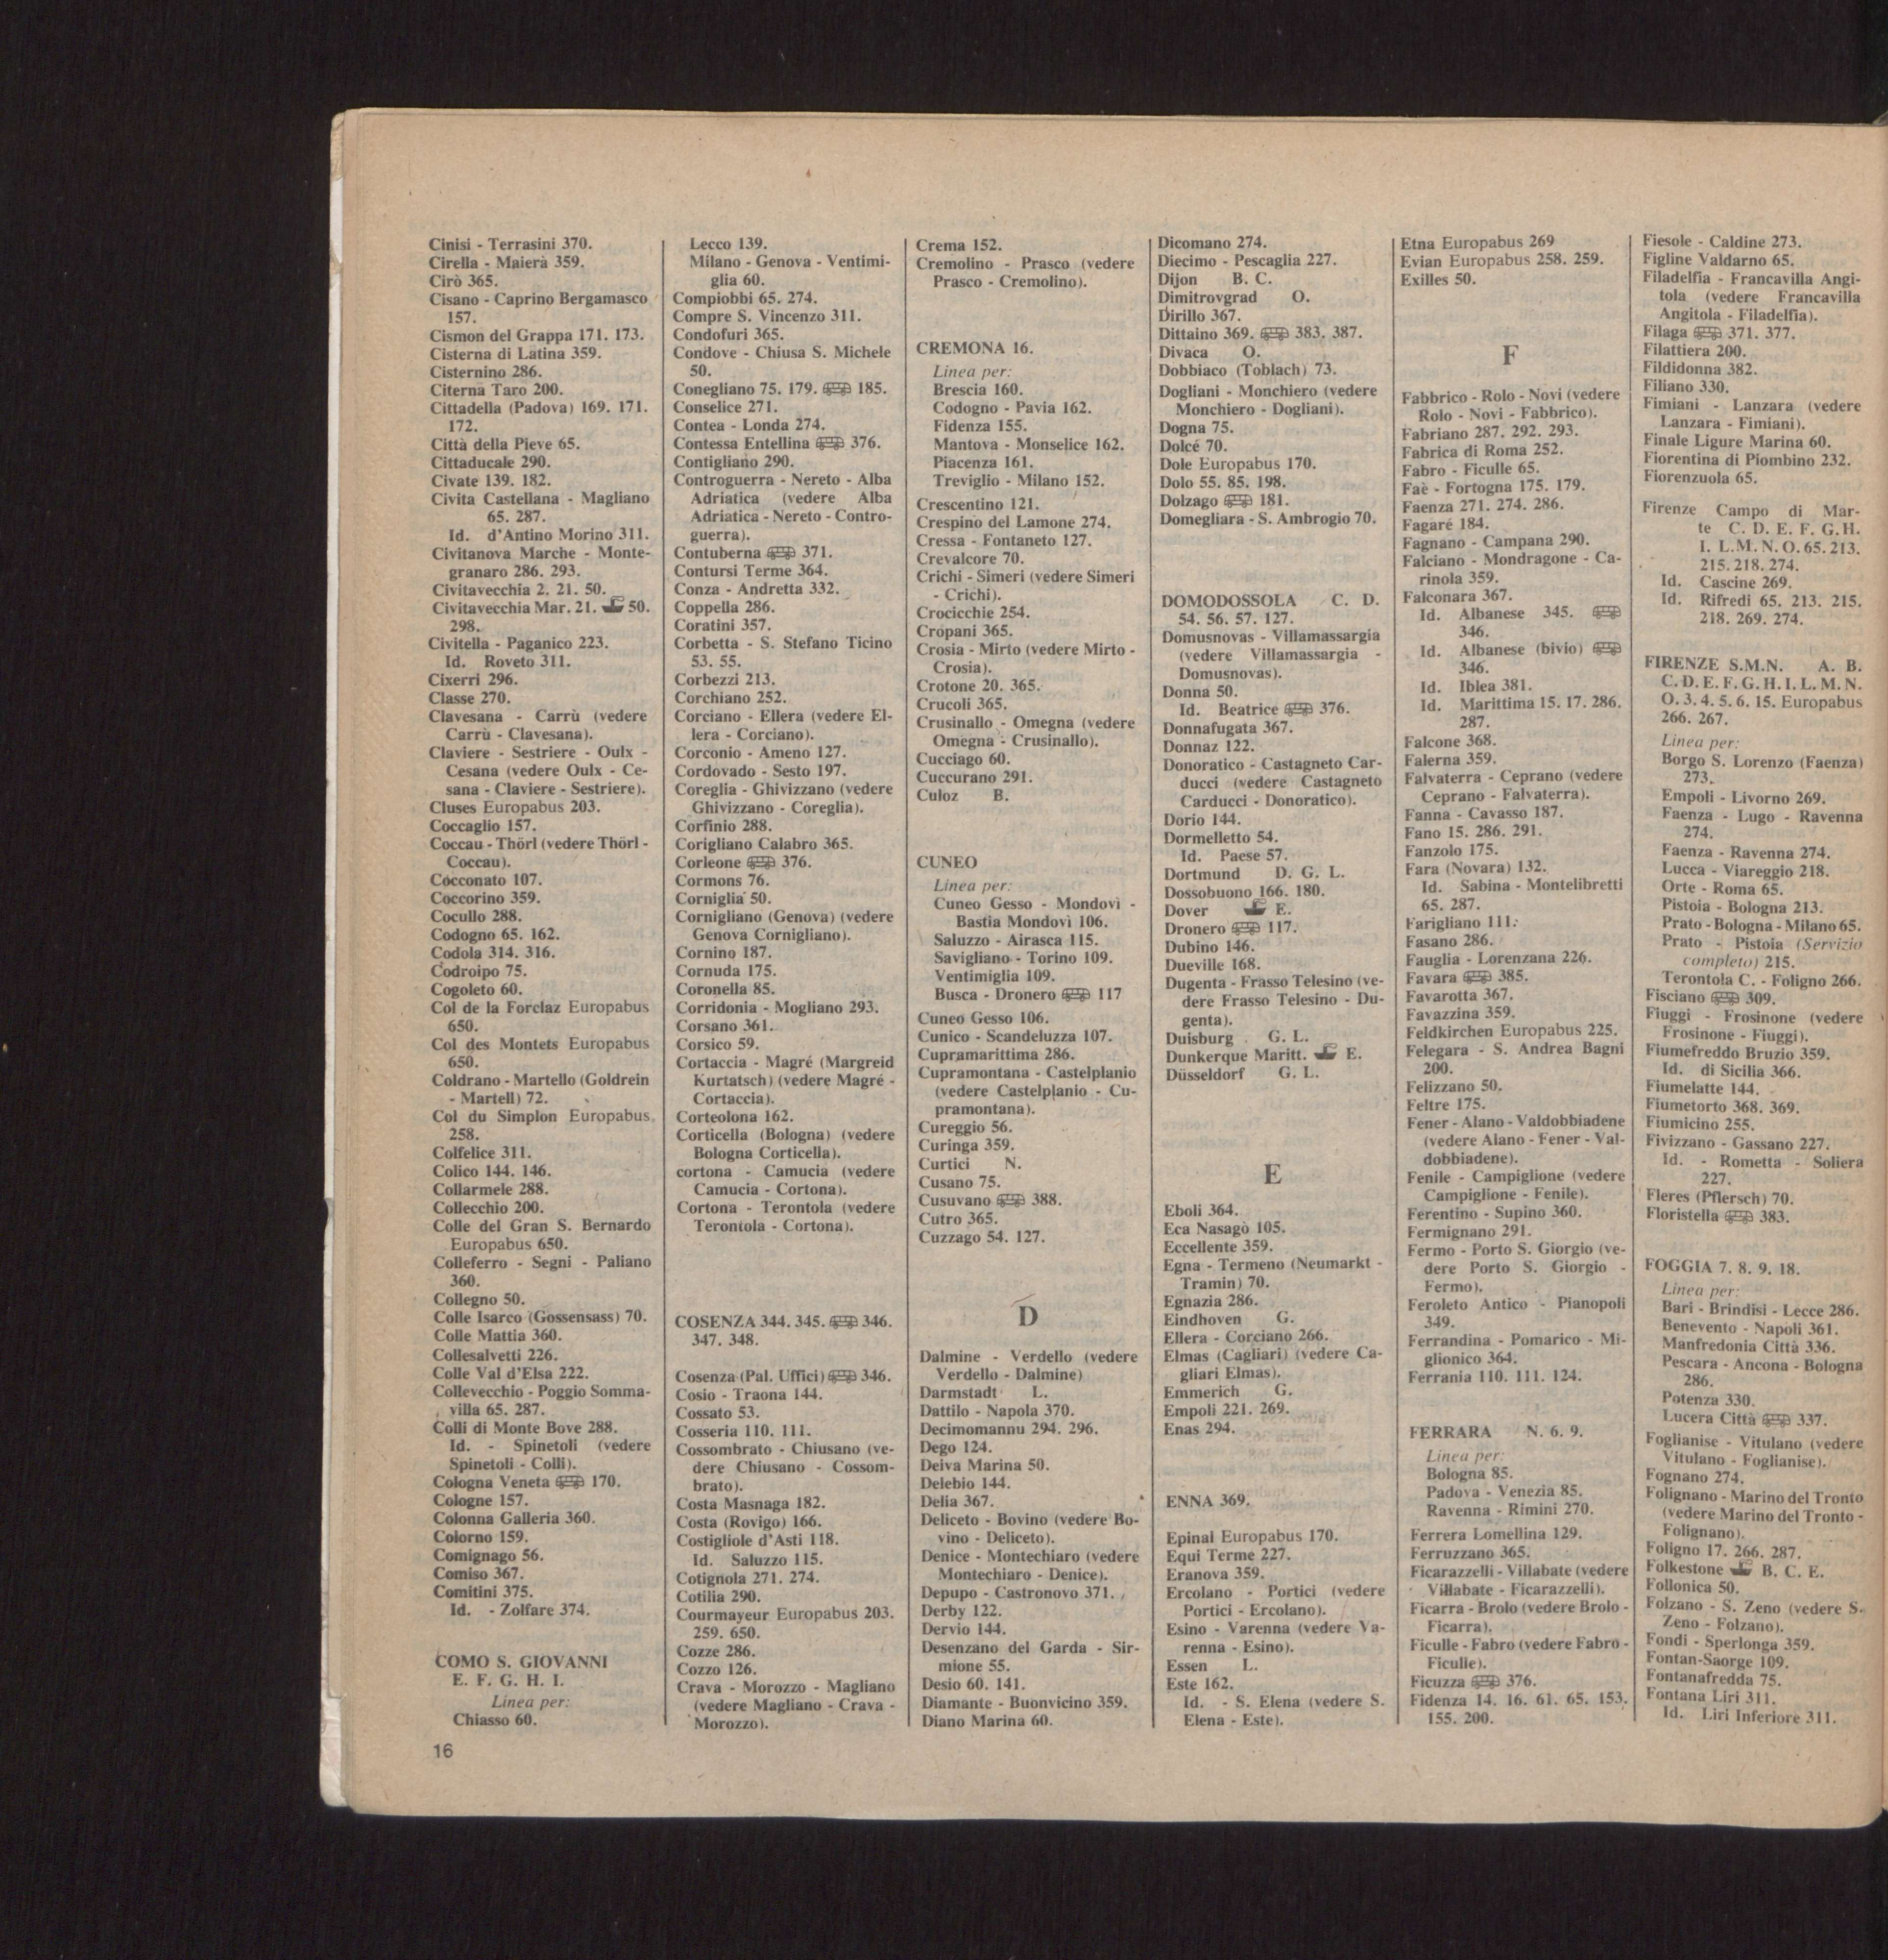 Cinisi - Terrasini 370.
Cirella - Maierà 359.
Cirò 365.
Cisano - Caprino Bergamasco
157.
Cismon del Grappa 171. 173.
Cisterna di Latina 359.
Cisternino 286.
Citerna Taro 200.
Cittadella (Padova) 169. 171.
172.
Città della Pieve 65.
Cittaducale 290.
Civate 139. 182.
Civita Castellana - Magliano
65. 287.
Id. d'Antino Morino 311.
Civitanova Marche - Monte-
granaro 286. 293.
Civitavecchia 2. 21. 50.
Civitavecchia Mar. 21. 50.
298.
Civitella - Paganico 223.
Id. Roveto 311.
Cixerri 296.
Classe 270.
Clavesana - Carrù (vedere
Carrù - Clavesana).
Claviere - Sestriere - Oulx -
Cesana (vedere Oulx - Ce-
sana - Claviere - Sestriere).
Cluses Europabus 203.
Coccaglio 157.
Coccau - Thörl (vedere Thörl -
Coccau).
Cocconato 107.
Coccorino 359.
Cocullo 288.
Codogno 65. 162.
Codola 314. 316.
Codroipo 75.
Cogoleto 60.
Col de la Forclaz Europabus
650.
Col des Montets Europabus
650.
Coldrano - Martello (Goldrein
- Martell) 72.
Col du Simplon Europabus
258.
Colfelice 311.
Colico 144. 146.
Collarmele 288.
Collecchio 200.
Colle del Gran S. Bernardo
Europabus 650.
Colleferro - Segni - Paliano
360.
Collegno 50.
Colle Isarco (Gossensass) 70.
Colle Mattia 360.
Collesalvetti 226.
Colle Val d'Elsa 222.
Collevecchio - Poggio Somma-
villa 65. 287.
Colli di Monte Bove 288.
Id. - Spinetoli (vedere
Spinetoli - Colli).
Cologna Veneta 170.
Cologne 157.
Colonna Galleria 360.
Colorno 159.
Comignago 56.
Comiso 367.
Comitini 375.
Id. - Zolfare 374.
COMO S. GIOVANNI
E. F. G. H. I.
Linea per:
Chiasso 60.
Lecco 139.
Milano - Genova - Ventimi-
glia 60.
Compiobbi 65. 274.
Compre S. Vincenzo 311.
Condofuri 365.
Condove - Chiusa S. Michele
50.
Conegliano 75. 179. 185.
Conselice 271.
Contea - Londa 274.
Contessa Entellina 376.
Contigliano 290.
Controguerra - Nereto - Alba
Adriatica (vedere Alba
Adriatica - Nereto - Contro-
guerra).
Contuberna 371.
Contursi Terme 364.
Conza - Andretta 332.
Coppella 286.
Coratini 357.
Corbetta - S. Stefano Ticino
53. 55.
Corbezzi 213.
Corchiano 252.
Corciano - Ellera (vedere El-
lera - Corciano).
Corconio - Ameno 127.
Cordovado - Sesto 197.
Coreglia - Ghivizzano (vedere
Ghivizzano - Coreglia).
Corfinio 288.
Corigliano Calabro 365.
Corleone 376.
Cormons 76.
Corniglia 50.
Cornigliano (Genova) (vedere
Genova Cornigliano).
Cornino 187.
Cornuda 175.
Coronella 85.
Corridonia - Mogliano 293.
Corsano 361.
Corsico 59.
Cortaccia - Magré (Margreid
Kurtatsch) (vedere Magré -
Cortaccia).
Corteolona 162.
Corticella (Bologna) (vedere
Bologna Corticella).
cortona - Camucia (vedere
Camucia - Cortona).
Cortona - Terontola (vedere
Terontola - Cortona).
COSENZA 344. 345. 346.
347. 348.
Cosenza (Pal. Uffici) 346.
Cosio - Traona 144.
Cossato 53.
Cosseria 110. 111.
Cossombrato - Chiusano (ve-
dere Chiusano - Cossom-
brato).
Costa Masnaga 182.
Costa (Rovigo) 166.
Costigliole d'Asti 118.
Id. Saluzzo 115.
Cotignola 271. 274.
Cotilia 290.
Courmayeur Europabus 203.
259. 650.
Cozze 286.
Cozzo 126.
Crava - Morozzo - Magliano
(vedere Magliano - Crava -
Morozzo).
Crema 152.
Cremolino - Prasco (vedere
Prasco - Cremolino).
CREMONA 16.
Linea per:
Brescia 160.
Codogno - Pavia 162.
Fidenza 155.
Mantova - Monselice 162.
Piacenza 161.
Treviglio - Milano 152.
Crescentino 121.
Crespino del Lamone 274.
Cressa - Fontaneto 127.
Crevalcore 70.
Crichi - Simeri (vedere Simeri
- Crichi).
Crocicchie 254.
Cropani 365.
Crosia - Mirto (vedere Mirto -
Crosia).
Crotone 20. 365.
Crucoli 365.
Crusinallo - Omegna (vedere
Omegna - Crusinallo).
Cucciago 60.
Cuccurano 291.
Culoz B.
CUNEO
Linea per:
Cuneo Gesso - Mondovì -
Bastia Mondovì 106.
Saluzzo - Airasca 115.
Savigliano - Torino 109.
Ventimiglia 109.
Busca - Dronero 117
Cuneo Gesso 106.
Cunico - Scandeluzza 107.
Cupramarittima 286.
Cupramontana - Castelplanio
(vedere Castelplanio - Cu-
pramontana).
Cureggio 56.
Curinga 359.
Curtici N.
Cusano 75.
Cusuvano 388.
Cutro 365.
Cuzzago 54. 127.
D
Dalmine - Verdello (vedere
Verdello - Dalmine)
Darmstadt L.
Dattilo - Napola 370.
Decimomannu 294. 296.
Dego 124.
Deiva Marina 50.
Delebio 144.
Delia 367.
Deliceto - Bovino (vedere Bo-
vino - Deliceto).
Denice - Montechiaro (vedere
Montechiaro - Denice).
Depupo - Castronovo 371.
Derby 122.
Dervio 144.
Desenzano del Garda - Sir-
mione 55.
Desio 60. 141.
Diamante - Buonvicino 359.
Diano Marina 60.
Dicomano 274.
Diecimo - Pescaglia 227.
Dijon B. C.
Dimitrovgrad O.
Dirillo 367.
Dittaino 369. 383. 387.
Divaca O.
Dobbiaco (Toblach) 73.
Dogliani - Monchiero (vedere
Monchiero - Dogliani).
Dogna 75.
Dolcé 70.
Dole Europabus 170.
Dolo 55. 85. 198.
Dolzago 181.
Domegliara - S. Ambrogio 70.
DOMODOSSOLA C. D.
54. 56. 57. 127.
Domusnovas - Villamassargia
(vedere Villamassargia -
Domusnovas).
Donna 50.
Id. Beatrice 376.
Donnafugata 367.
Donnaz 122.
Donoratico - Castagneto Car-
ducci (vedere Castagneto
Carducci - Donoratico).
Dorio 144.
Dormelletto 54.
Id. Paese 57.
Dortmund D. G. L.
Dossobuono 166. 180.
Dover E.
Dronero 117.
Dubino 146.
Dueville 168.
Dugenta - Frasso Telesino (ve-
dere Frasso Telesino - Du-
genta).
Duisburg G. L.
Dunkerque Maritt. E.
Düsseldorf G. L.
E
Eboli 364.
Eca Nasagò 105.
Eccellente 359.
Egna - Termeno (Neumarkt -
Tramin) 70.
Egnazia 286.
Eindhoven G.
Ellera - Corciano 266.
Elmas (Cagliari) (vedere Ca-
gliari Elmas).
Emmerich G.
Empoli 221. 269.
Enas 294.
ENNA 369.
Epinal Europabus 170.
Equi Terme 227.
Eranova 359.
Ercolano - Portici (vedere
Portici - Ercolano).
Esino - Varenna (vedere Va-
renna - Esino).
Essen L.
Este 162.
Id. - S. Elena (vedere S.
Elena - Este).
Etna Europabus 269
Evian Europabus 258. 259.
Exilles 50.
F
Fabbrico - Rolo - Novi (vedere
Rolo - Novi - Fabbrico).
Fabriano 287. 292. 293.
Fabrica di Roma 252.
Fabro - Ficulle 65.
Faè - Fortogna 175. 179.
Faenza 271. 274. 286.
Fagaré 184.
Fagnano - Campana 290.
Falciano - Mondragone - Ca-
rinola 359.
Falconara 367.
Id. Albanese 345.
346.
Id. Albanese (bivio)
346.
Id. Iblea 381.
Id. Marittima 15. 17. 286.
287.
Falcone 368.
Falerna 359.
Falvaterra - Ceprano (vedere
Ceprano - Falvaterra).
Fanna - Cavasso 187.
Fano 15. 286. 291.
Fanzolo 175.
Fara (Novara) 132.
Id. Sabina - Montelibretti
65. 287.
Farigliano 111.
Fasano 286.
Fauglia - Lorenzana 226.
Favara 385.
Favarotta 367.
Favazzina 359.
Feldkirchen Europabus 225.
Felegara - S. Andrea Bagni
200.
Felizzano 50.
Feltre 175.
Fener - Alano - Valdobbiadene
(vedere Alano - Fener - Val-
dobbiadene).
Fenile - Campiglione (vedere
Campiglione - Fenile).
Ferentino - Supino 360.
Fermignano 291.
Fermo - Porto S. Giorgio (ve-
dere Porto S. Giorgio -
Fermo).
Feroleto Antico - Pianopoli
349.
Ferrandina - Pomarico - Mi-
glionico 364.
Ferrania 110. 111. 124.
FERRARA N. 6. 9.
Linea per:
Bologna 85.
Padova - Venezia 85.
Ravenna - Rimini 270.
Ferrera Lomellina 129.
Ferruzzano 365.
Ficarazzelli - Villabate (vedere
Villabate - Ficarazzelli).
Ficarra - Brolo (vedere Brolo -
Ficarra).
Ficulle - Fabro (vedere Fabro -
Ficulle).
Ficuzza 376.
Fidenza 14. 16. 61. 65. 153.
155. 200.
Fiesole - Caldine 273.
Figline Valdarno 65.
Filadelfia - Francavilla Angi-
tola (vedere Francavilla
Angitola - Filadelfia).
Filaga 371. 377.
Filattiera 200.
Fildidonna 382.
Filiano 330.
Fimiani - Lanzara (vedere
Lanzara - Fimiani).
Finale Ligure Marina 60.
Fiorentina di Piombino 232.
Fiorenzuola 65.
Firenze Campo di Mar-
te C. D. E. F. G. H.
I. L. M. N. O. 65. 213.
215. 218. 274.
Id. Cascine 269.
Id. Rifredi 65. 213. 215.
218. 269. 274.
FIRENZE S.M.N. A. B.
C. D. E. F. G. H. I. L. M. N.
O. 3. 4. 5. 6. 15. Europabus
266. 267.
Linea per:
Borgo S. Lorenzo (Faenza)
273.
Empoli - Livorno 269.
Faenza - Lugo - Ravenna
274.
Faenza - Ravenna 274.
Lucca - Viareggio 218.
Orte - Roma 65.
Pistoia - Bologna 213.
Prato - Bologna - Milano 65.
Prato - Pistoia (Servizio
completo) 215.
Terontola C. - Foligno 266.
Fisciano 309.
Fiuggi - Frosinone (vedere
Frosinone - Fiuggi).
Fiumefreddo Bruzio 359.
Id. di Sicilia 366.
Fiumelatte 144.
Fiumetorto 368. 369.
Fiumicino 255.
Fivizzano - Gassano 227.
Id. - Rometta - Soliera
227.
Fleres (Pflersch) 70.
Floristella 383.
FOGGIA 7. 8. 9. 18.
Linea per:
Bari - Brindisi - Lecce 286.
Benevento - Napoli 361.
Manfredonia Città 336.
Pescara - Ancona - Bologna
286.
Potenza 330.
Lucera Città 337.
Foglianise - Vitulano (vedere
Vitulano - Foglianise).
Fognano 274.
Folignano - Marino del Tronto
(vedere Marino del Tronto -
Folignano).
Foligno 17. 266. 287.
Folkestone B. C. E.
Follonica 50.
Folzano - S. Zeno (vedere S.
Zeno - Folzano).
Fondi - Sperlonga 359.
Fontan-Saorge 109.
Fontanafredda 75.
Fontana Liri 311.
Id. Liri Inferiore 311.
16